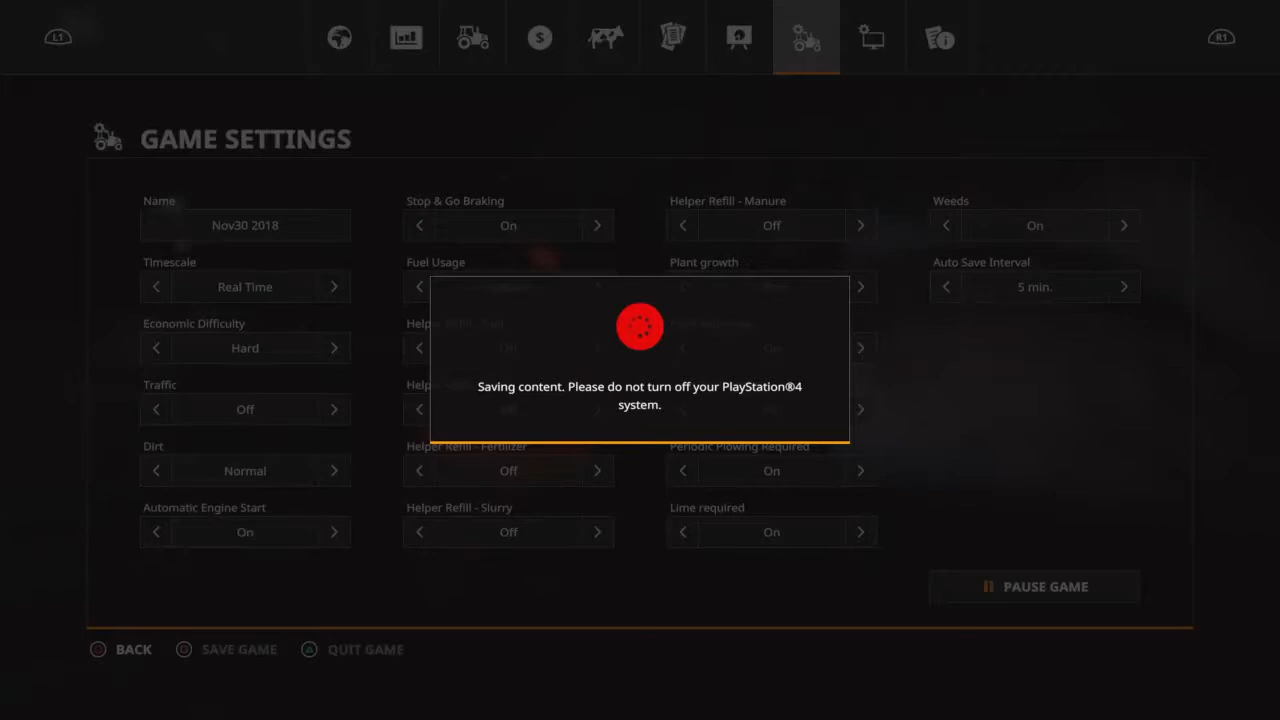 L1
R1
GAME SETTINGS
Name
Nov30 2018
Timescale
Real Time
Economic Difficulty
Hard
Traffic
Off
Dirt
Normal
Automatic Engine Start
On
Stop & Go Braking
On
Fuel Usage
Helper Refill - Fertilizer
Off
Helper Refill - Slurry
Off
Helper Refill - Manure
Off
Plant growth
Periodic Plowing Required
On
Lime required
On
Weeds
On
Auto Save Interval
5 min.
Saving content. Please do not turn off your PlayStation®4
system.
PAUSE GAME
BACK
SAVE GAME
QUIT GAME